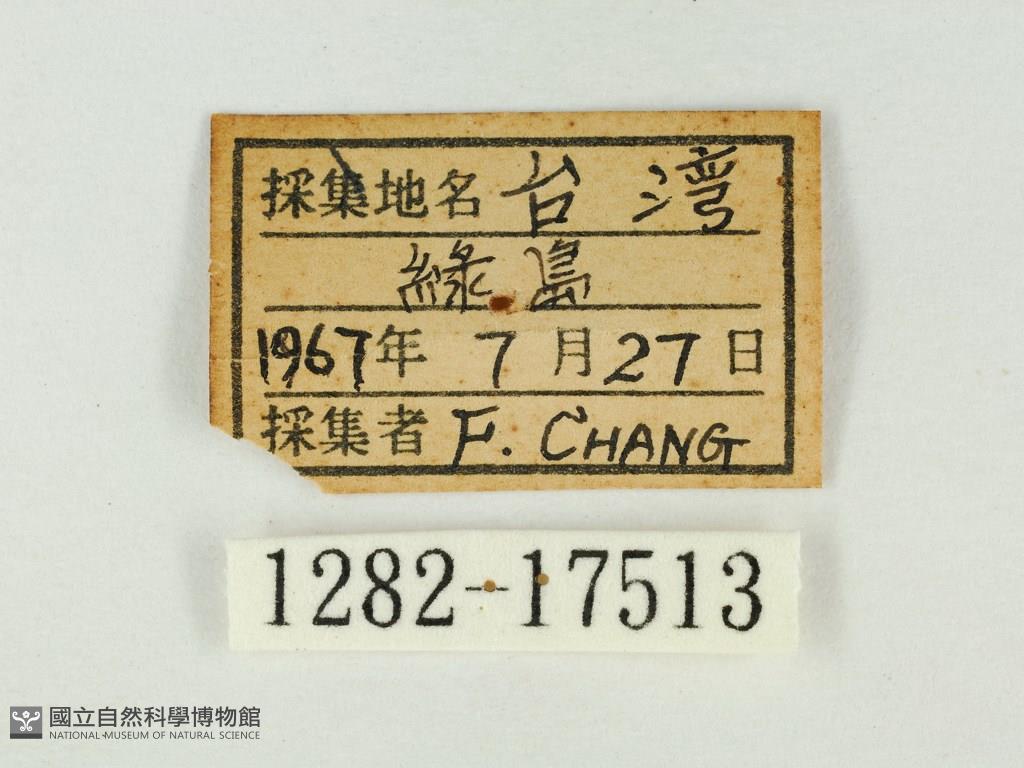 採集地名 台湾
綠島
1967年 7月27日
採集者 F. CHANG
1282-17513
國立自然科學博物館
NATIONAL MUSEUM OF NATURAL SCIENCE